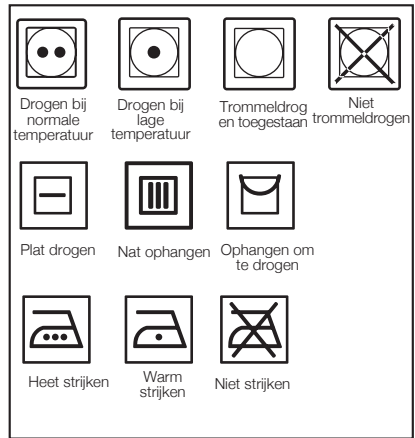 Drogen bij
normale
temperatuur
Drogen bij
lage
temperatuur
Trommeldrog
en toegestaan
Niet
trommeldrogen
Plat drogen
Nat ophangen
Ophangen om
te drogen
Heet strijken
Warm
strijken
Niet strijken